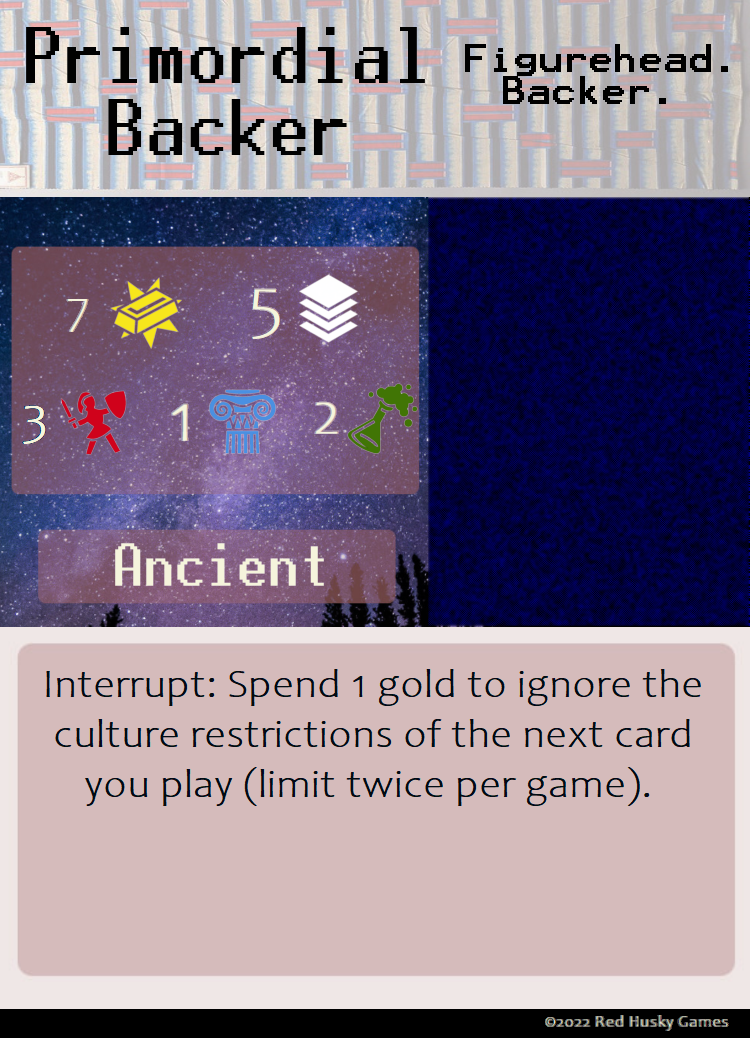 Primordial
Backer
Figurehead.
Backer.
7 5
3 1 2
Ancient
Interrupt: Spend 1 gold to ignore the
culture restrictions of the next card
you play (limit twice per game).
©2022 Red Husky Games